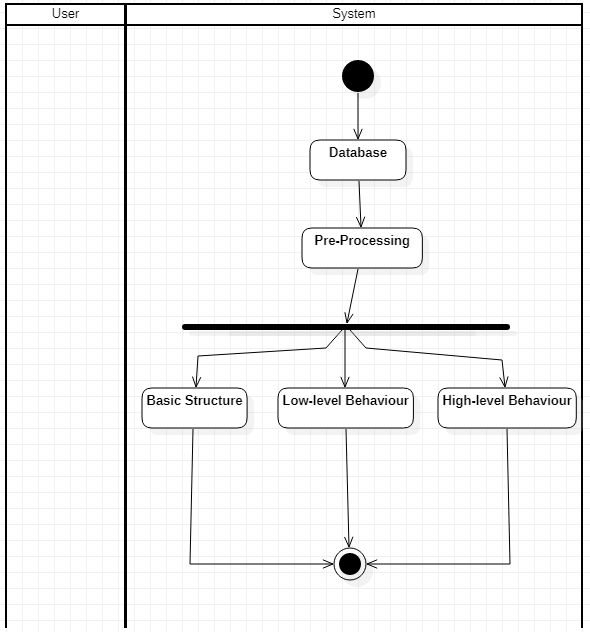 User
System
Database
Pre-Processing
Basic Structure
Low-level Behaviour
High-level Behaviour